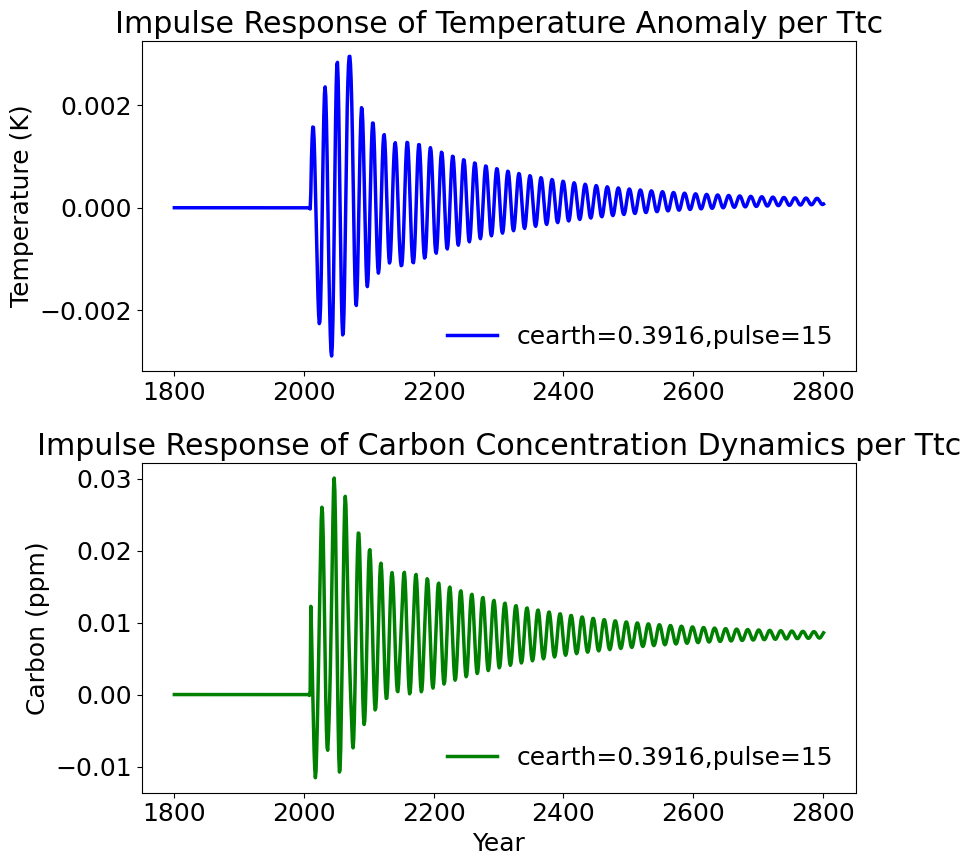 Impulse Response of Temperature Anomaly per Ttc
Temperature (K)
0.002
0.000
−0.002
cearth=0.3916,pulse=15
1800 2000 2200 2400 2600 2800
Impulse Response of Carbon Concentration Dynamics per Ttc
Carbon (ppm)
0.03
0.02
0.01
0.00
−0.01
cearth=0.3916,pulse=15
1800 2000 2200 2400 2600 2800
Year